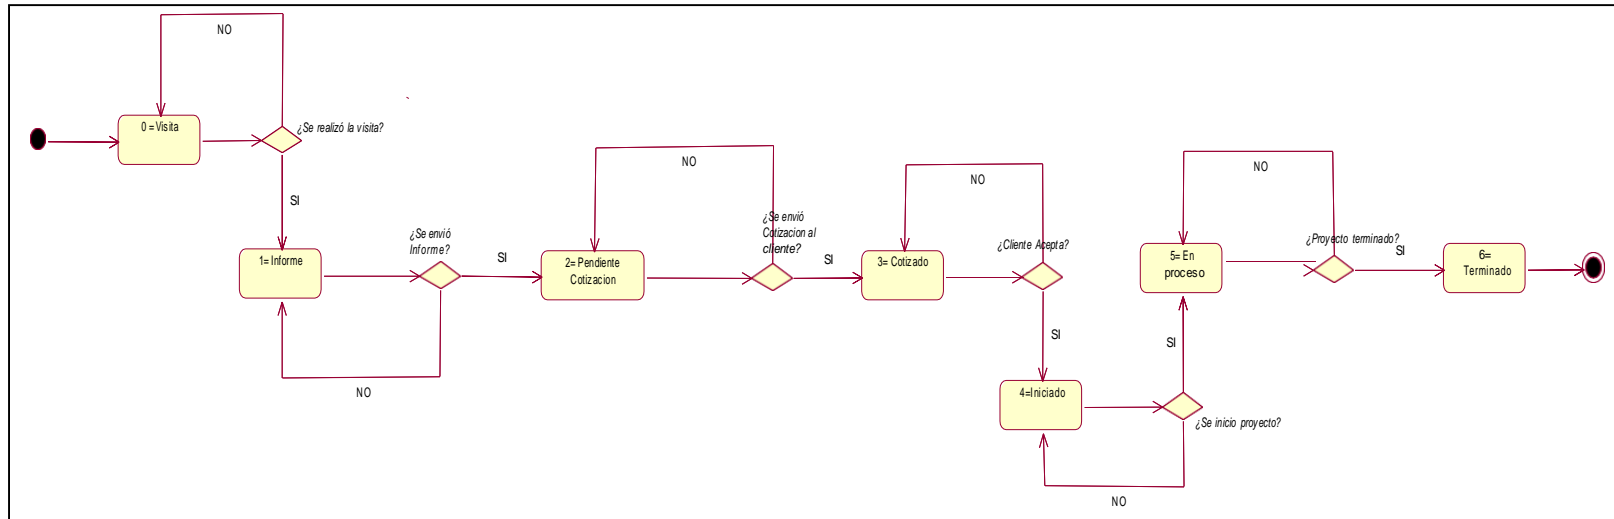 NO
0 =Visita
¿Se realizó la visita?
SI
1= Informe
¿Se envió
Informe?
NO
SI
2= Pendiente
Cotizacion
NO
¿Se envió
Cotizacion al
cliente?
SI
3= Cotizado
NO
¿Cliente Acepta?
SI
4=Iniciado
¿Se inicio proyecto?
NO
SI
5= En
proceso
NO
¿Proyecto terminado?
SI
6=
Terminado